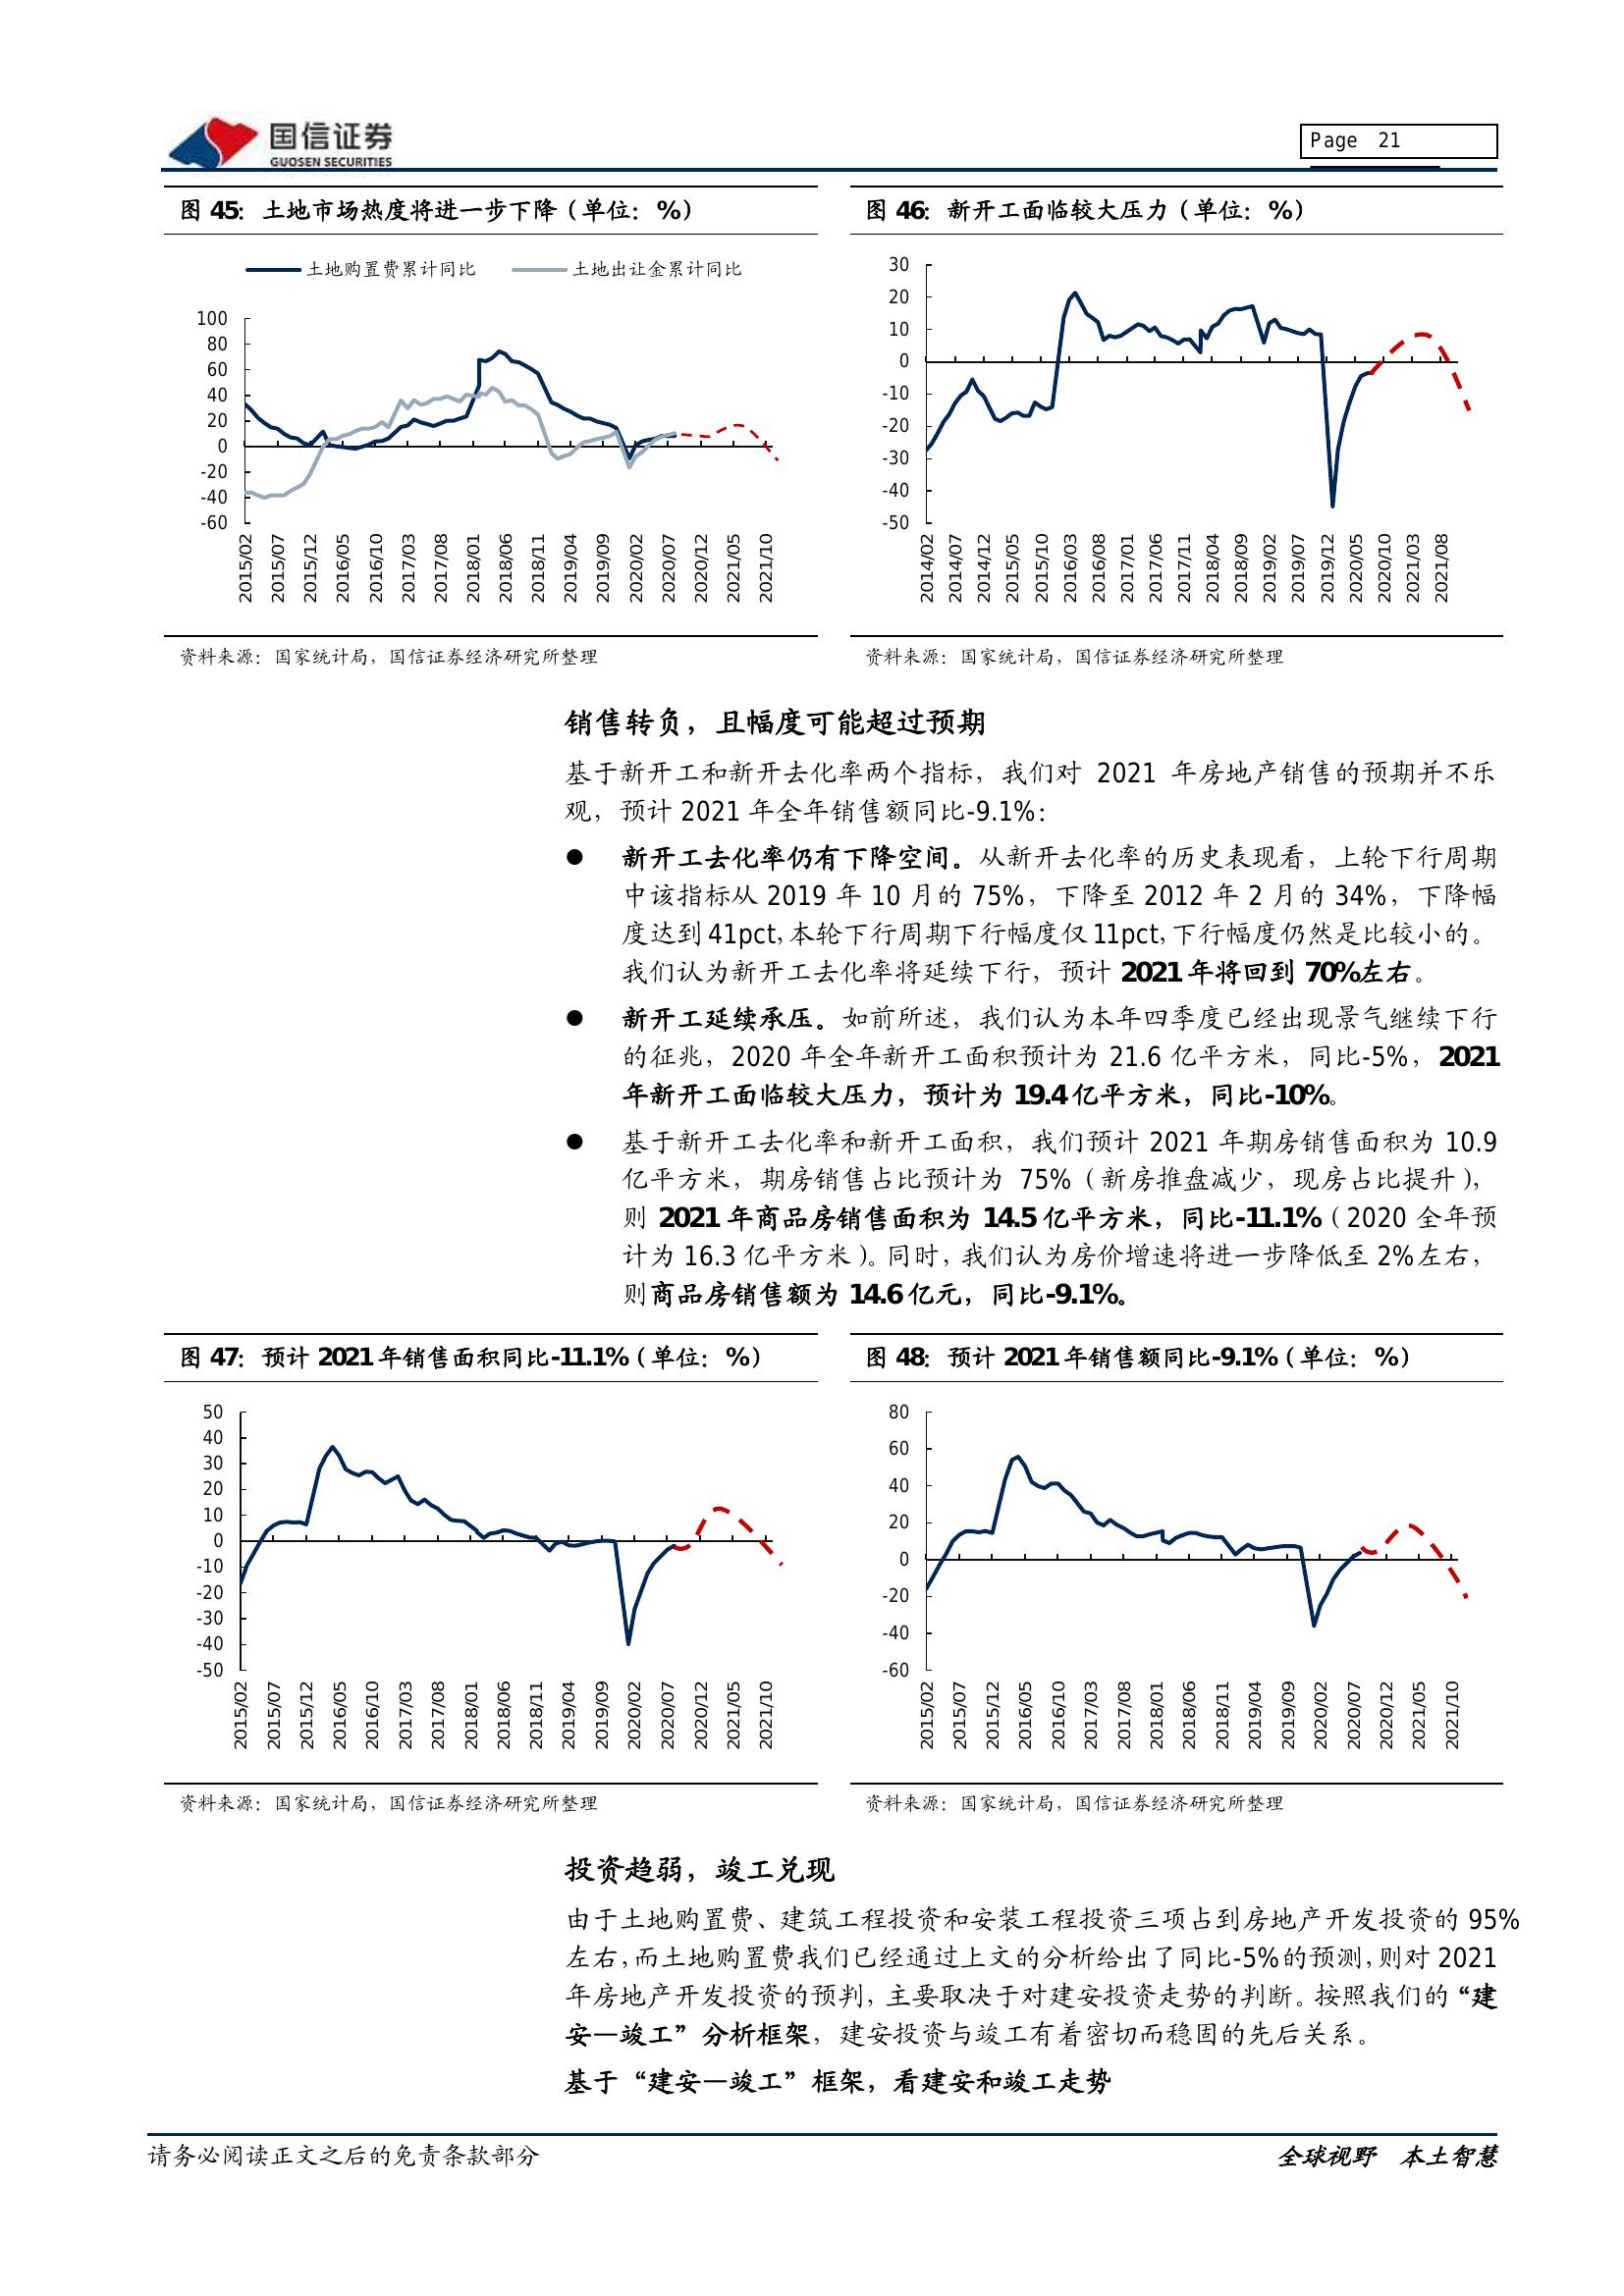 国信证券
GUOSEN SECURITIES
Page 21
图 45：土地市场热度将进一步下降（单位：%）
土地购置费累计同比 土地出让金累计同比
100
80
60
40
20
0
-20
-40
-60
2015/02 2015/07 2015/12 2016/05 2016/10 2017/03 2017/08 2018/01 2018/06 2018/11 2019/04 2019/09 2020/02 2020/07 2020/12 2021/05 2021/10
资料来源：国家统计局，国信证券经济研究所整理
图 46：新开工面临较大压力（单位：%）
30
20
10
0
-10
-20
-30
-40
-50
2014/02 2014/07 2014/12 2015/05 2015/10 2016/03 2016/08 2017/01 2017/06 2017/11 2018/04 2018/09 2019/02 2019/07 2019/12 2020/05 2020/10 2021/03 2021/08
资料来源：国家统计局，国信证券经济研究所整理
销售转负，且幅度可能超过预期
基于新开工和新开去化率两个指标，我们对 2021 年房地产销售的预期并不乐
观，预计 2021 年全年销售额同比-9.1%：
● 新开工去化率仍有下降空间。从新开去化率的历史表现看，上轮下行周期
中该指标从 2019 年 10 月的 75%，下降至 2012 年 2 月的 34%，下降幅
度达到 41pct，本轮下行周期下行幅度仅 11pct，下行幅度仍然是比较小的。
我们认为新开工去化率将延续下行，预计 2021 年将回到 70%左右。
● 新开工延续承压。如前所述，我们认为本年四季度已经出现景气继续下行
的征兆，2020 年全年新开工面积预计为 21.6 亿平方米，同比-5%，2021
年新开工面临较大压力，预计为 19.4 亿平方米，同比-10%。
● 基于新开工去化率和新开工面积，我们预计 2021 年期房销售面积为 10.9
亿平方米，期房销售占比预计为 75%（新房推盘减少，现房占比提升），
则 2021 年商品房销售面积为 14.5 亿平方米，同比-11.1%（2020 全年预
计为 16.3 亿平方米）。同时，我们认为房价增速将进一步降低至 2%左右，
则商品房销售额为 14.6 亿元，同比-9.1%。
图 47：预计 2021 年销售面积同比-11.1%（单位：%）
50
40
30
20
10
0
-10
-20
-30
-40
-50
2015/02 2015/07 2015/12 2016/05 2016/10 2017/03 2017/08 2018/01 2018/06 2018/11 2019/04 2019/09 2020/02 2020/07 2020/12 2021/05 2021/10
资料来源：国家统计局，国信证券经济研究所整理
图 48：预计 2021 年销售额同比-9.1%（单位：%）
80
60
40
20
0
-20
-40
-60
2015/02 2015/07 2015/12 2016/05 2016/10 2017/03 2017/08 2018/01 2018/06 2018/11 2019/04 2019/09 2020/02 2020/07 2020/12 2021/05 2021/10
资料来源：国家统计局，国信证券经济研究所整理
投资趋弱，竣工兑现
由于土地购置费、建筑工程投资和安装工程投资三项占到房地产开发投资的 95%
左右，而土地购置费我们已经通过上文的分析给出了同比-5%的预测，则对 2021
年房地产开发投资的预判，主要取决于对建安投资走势的判断。按照我们的“建
安—竣工”分析框架，建安投资与竣工有着密切而稳固的先后关系。
基于“建安—竣工”框架，看建安和竣工走势
请务必阅读正文之后的免责条款部分
全球视野 本土智慧